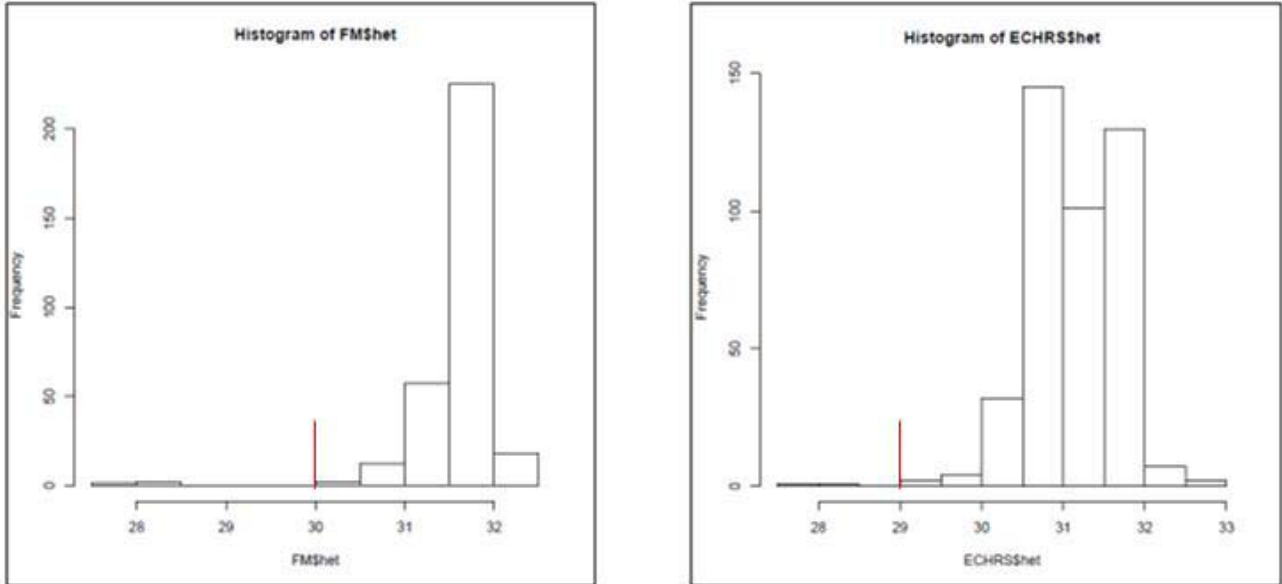 Histogram of FM$het
Frequency
200
150
100
50
0
28 29 30 31 32
FM$het
Histogram of ECHRS$het
Frequency
150
100
50
0
28 29 30 31 32 33
ECHRS$het